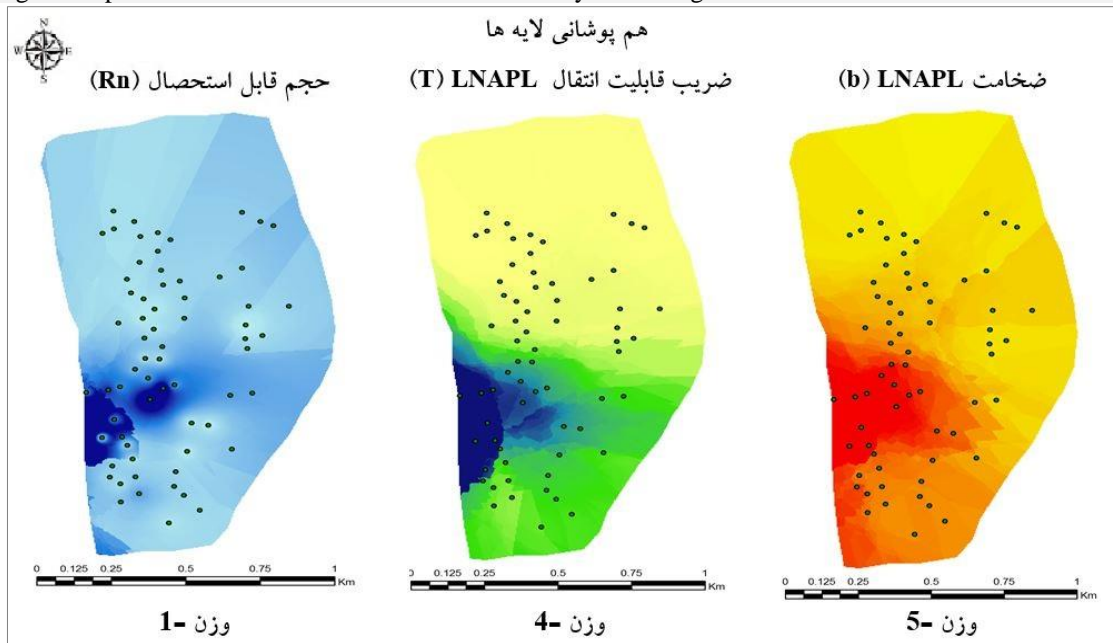 هم پوشانی لایه ها
N
W E
S
ضخامت LNAPL (b)
ضریب قابلیت انتقال LNAPL (T)
حجم قابل استحصال (Rn)
0 0.125 0.25 0.5 0.75 1
Km
0 0.125 0.25 0.5 0.75 1
Km
0 0.125 0.25 0.5 0.75 1
Km
وزن -5
وزن -4
وزن -1